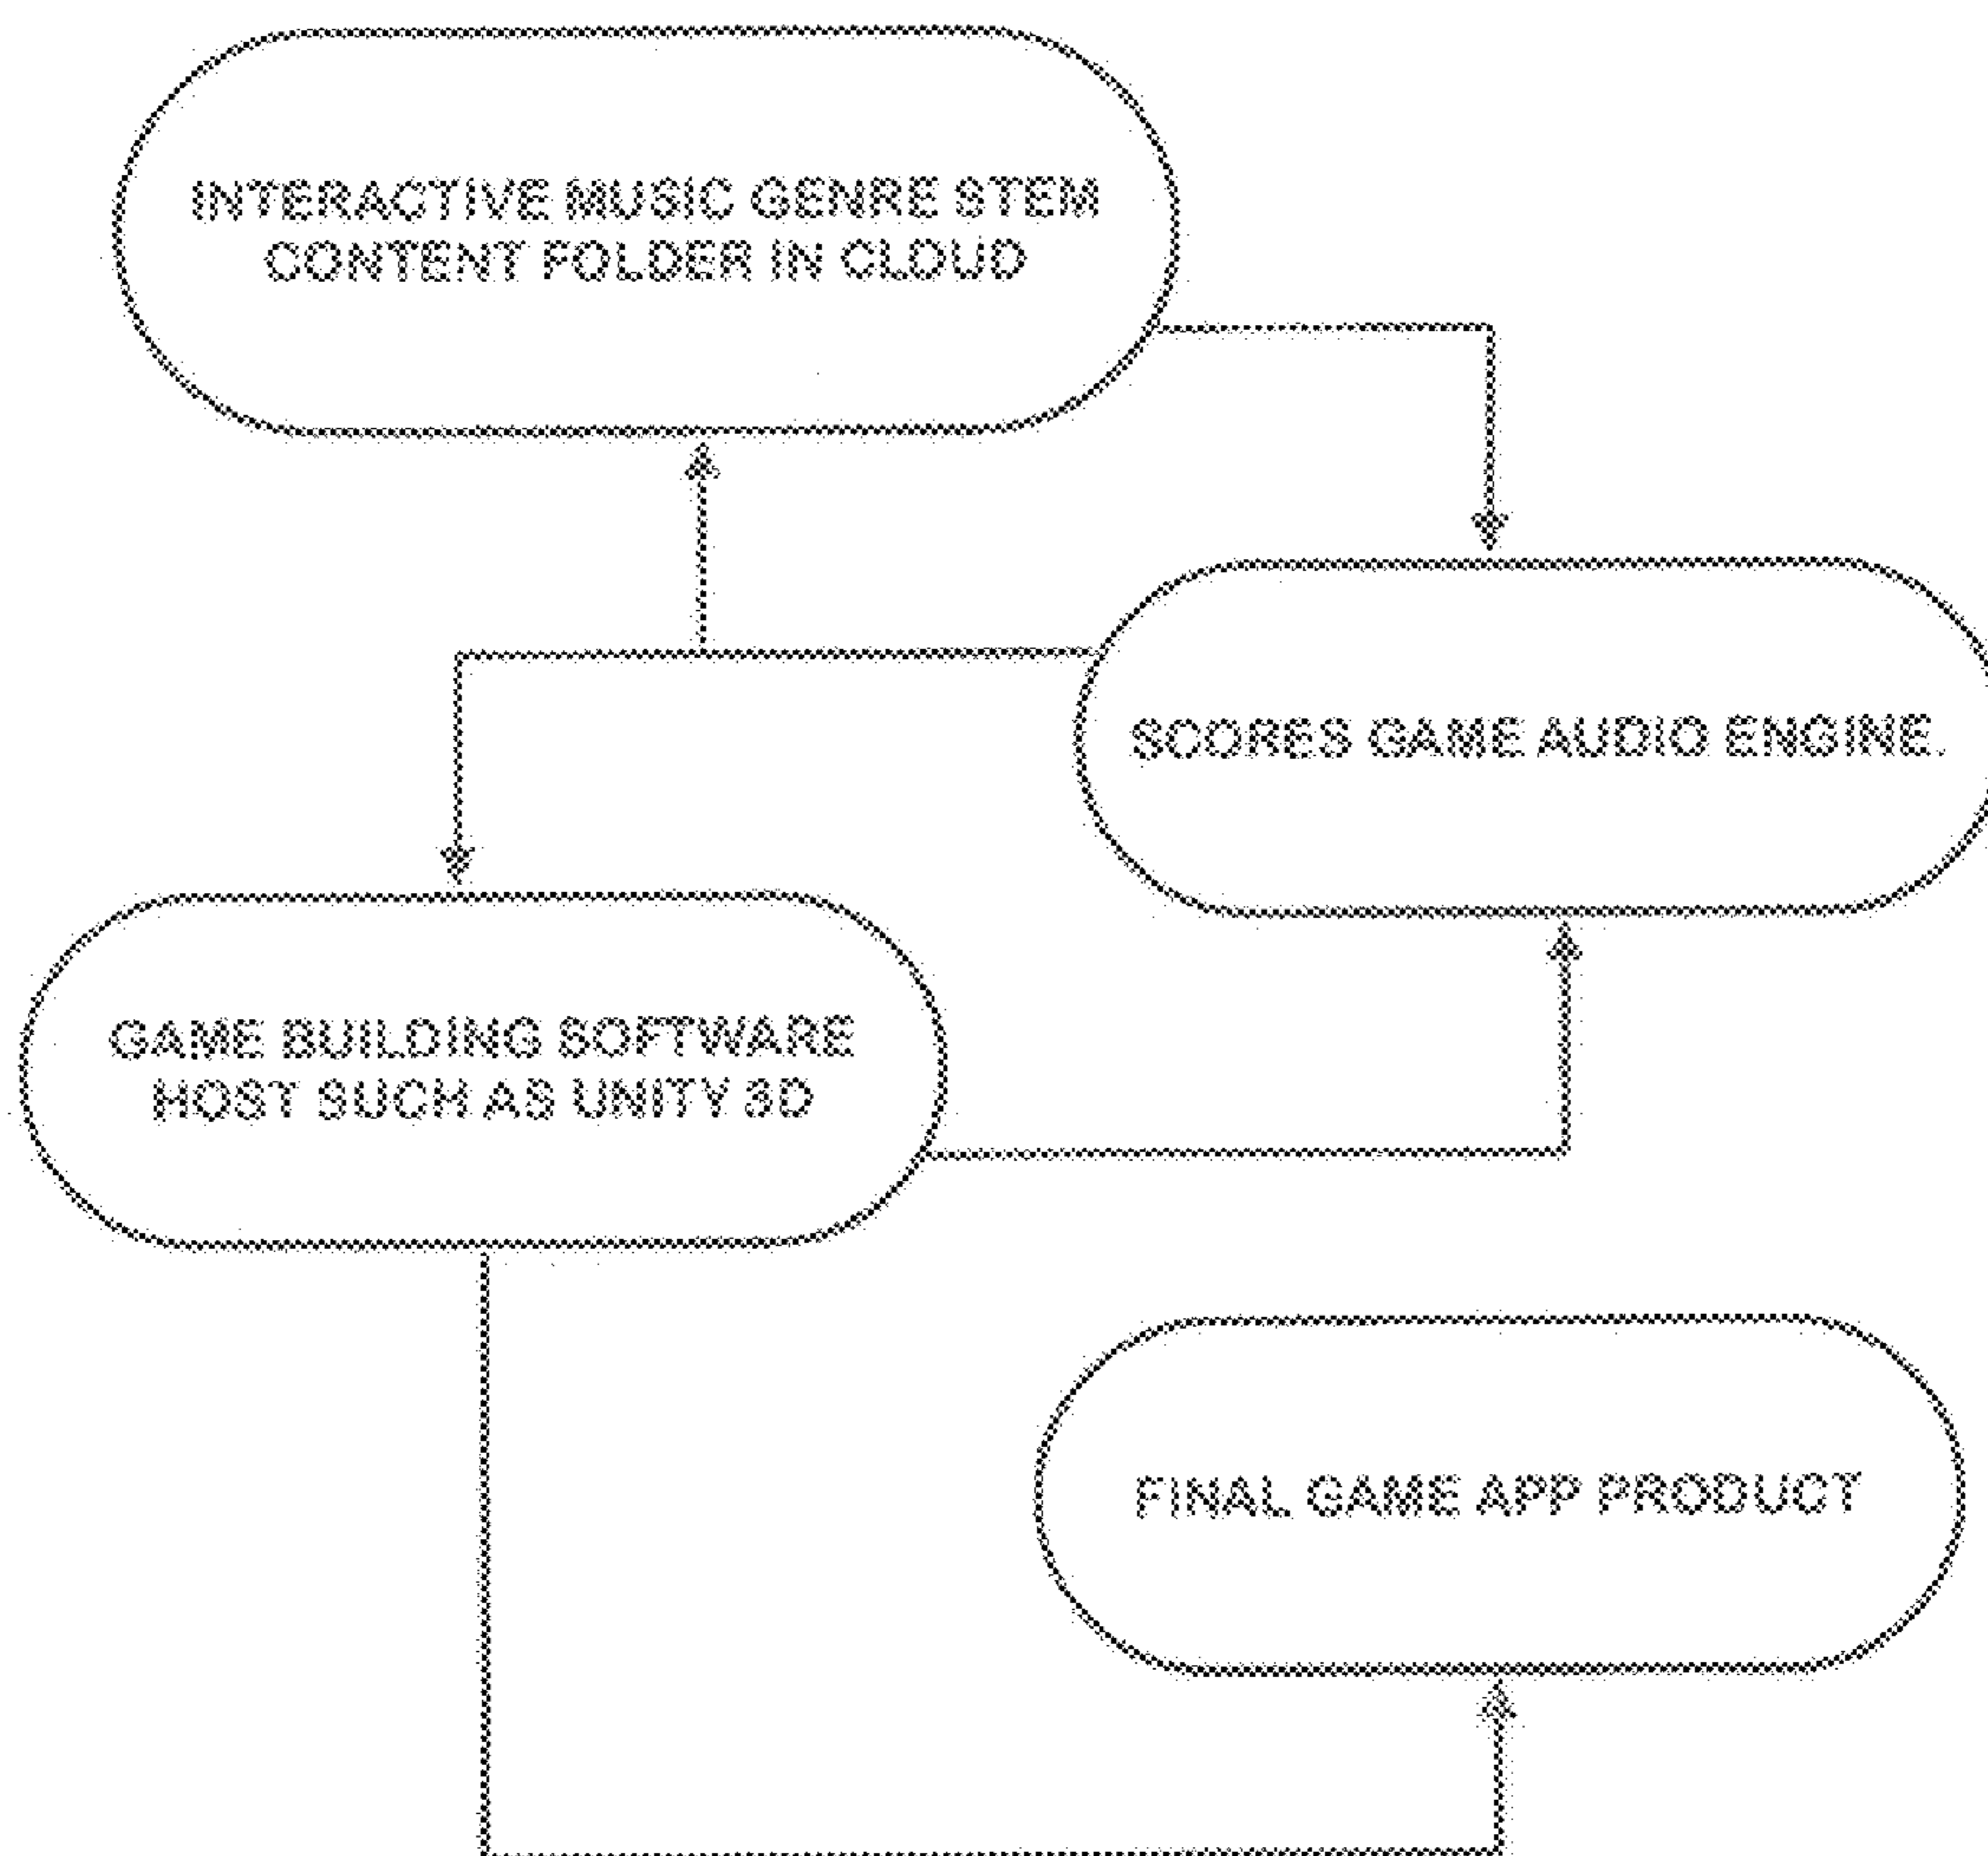 INTERACTIVE MUSIC GENRE STEM
CONTENT FOLDER IN CLOUD
SCORES GAME AUDIO ENGINE.
GAME BUILDING SOFTWARE
HOST SUCH AS UNITY 3D
FINAL GAME APP PRODUCT